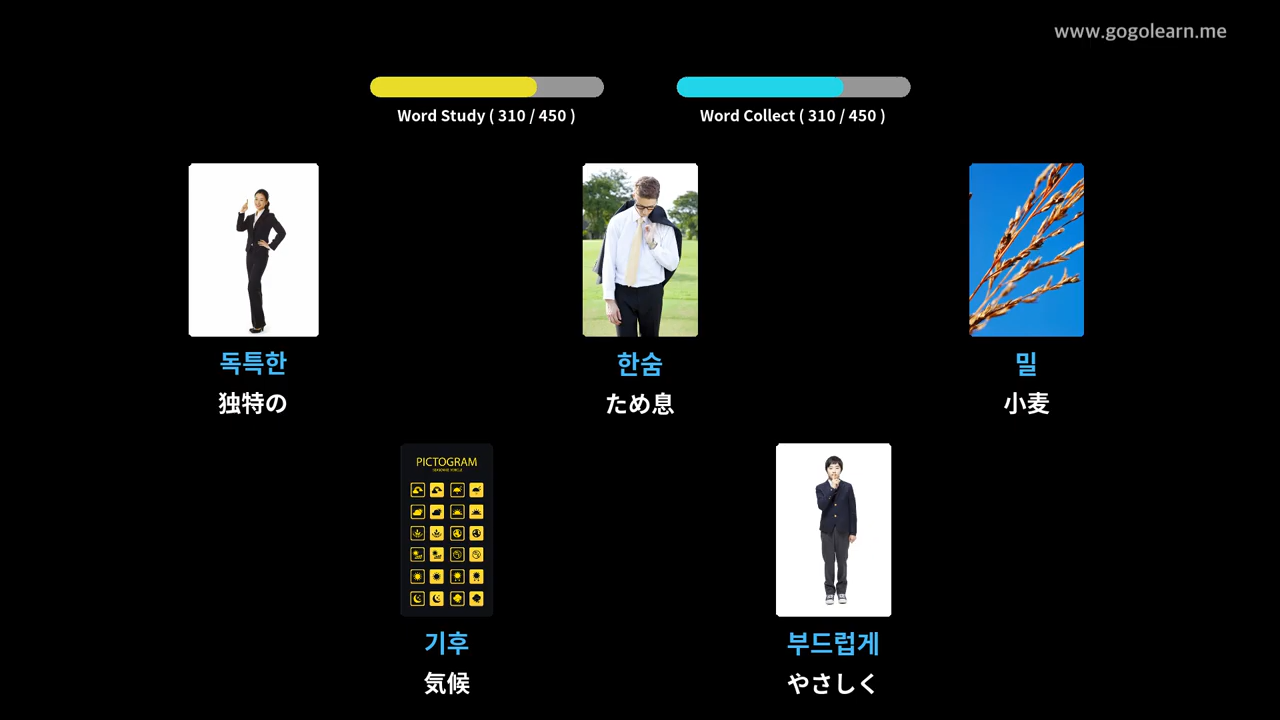 www.gogolearn.me
Word Study ( 310 / 450 )
Word Collect ( 310 / 450 )
독특한
独特の
한숨
ため息
밀
小麦
PICTOGRAM
기후
気候
부드럽게
やさしく